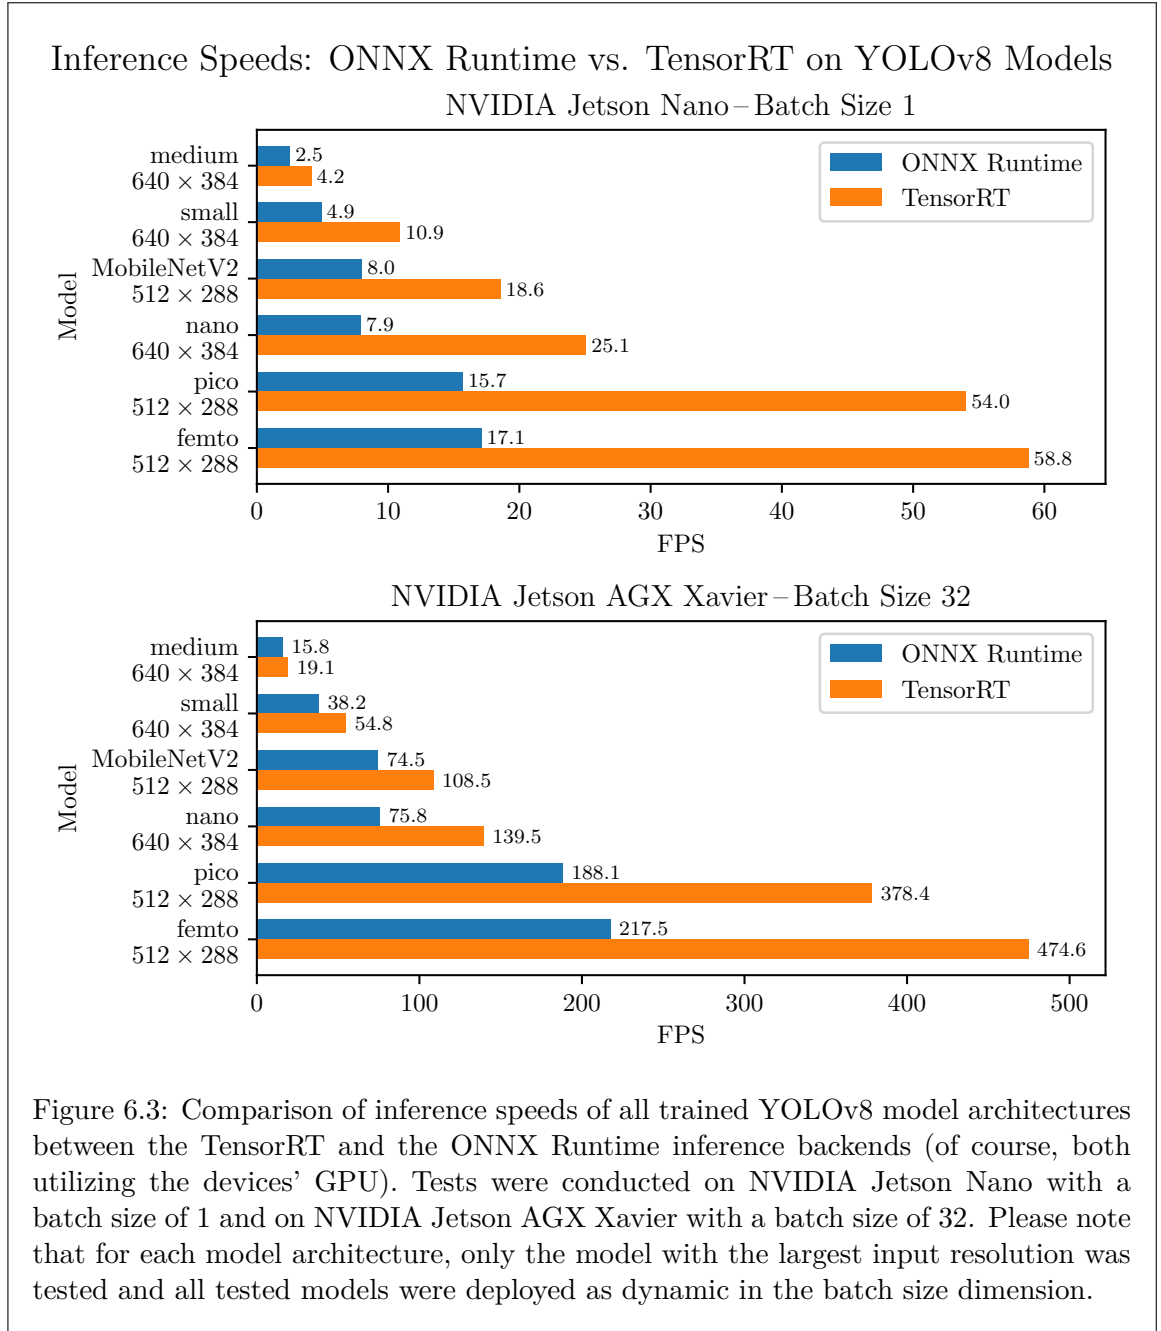 Inference Speeds: ONNX Runtime vs. TensorRT on YOLOv8 Models
NVIDIA Jetson Nano – Batch Size 1
Model
medium
640 × 384
small
640 × 384
MobileNetV2
512 × 288
nano
640 × 384
pico
512 × 288
femto
512 × 288
2.5
4.2
4.9
10.9
8.0
18.6
7.9
25.1
15.7
54.0
17.1
58.8
ONNX Runtime
TensorRT
0 10 20 30 40 50 60
FPS
NVIDIA Jetson AGX Xavier – Batch Size 32
Model
medium
640 × 384
small
640 × 384
MobileNetV2
512 × 288
nano
640 × 384
pico
512 × 288
femto
512 × 288
15.8
19.1
38.2
54.8
74.5
108.5
75.8
139.5
188.1
378.4
217.5
474.6
ONNX Runtime
TensorRT
0 100 200 300 400 500
FPS
Figure 6.3: Comparison of inference speeds of all trained YOLOv8 model architectures
between the TensorRT and the ONNX Runtime inference backends (of course, both
utilizing the devices' GPU). Tests were conducted on NVIDIA Jetson Nano with a
batch size of 1 and on NVIDIA Jetson AGX Xavier with a batch size of 32. Please note
that for each model architecture, only the model with the largest input resolution was
tested and all tested models were deployed as dynamic in the batch size dimension.